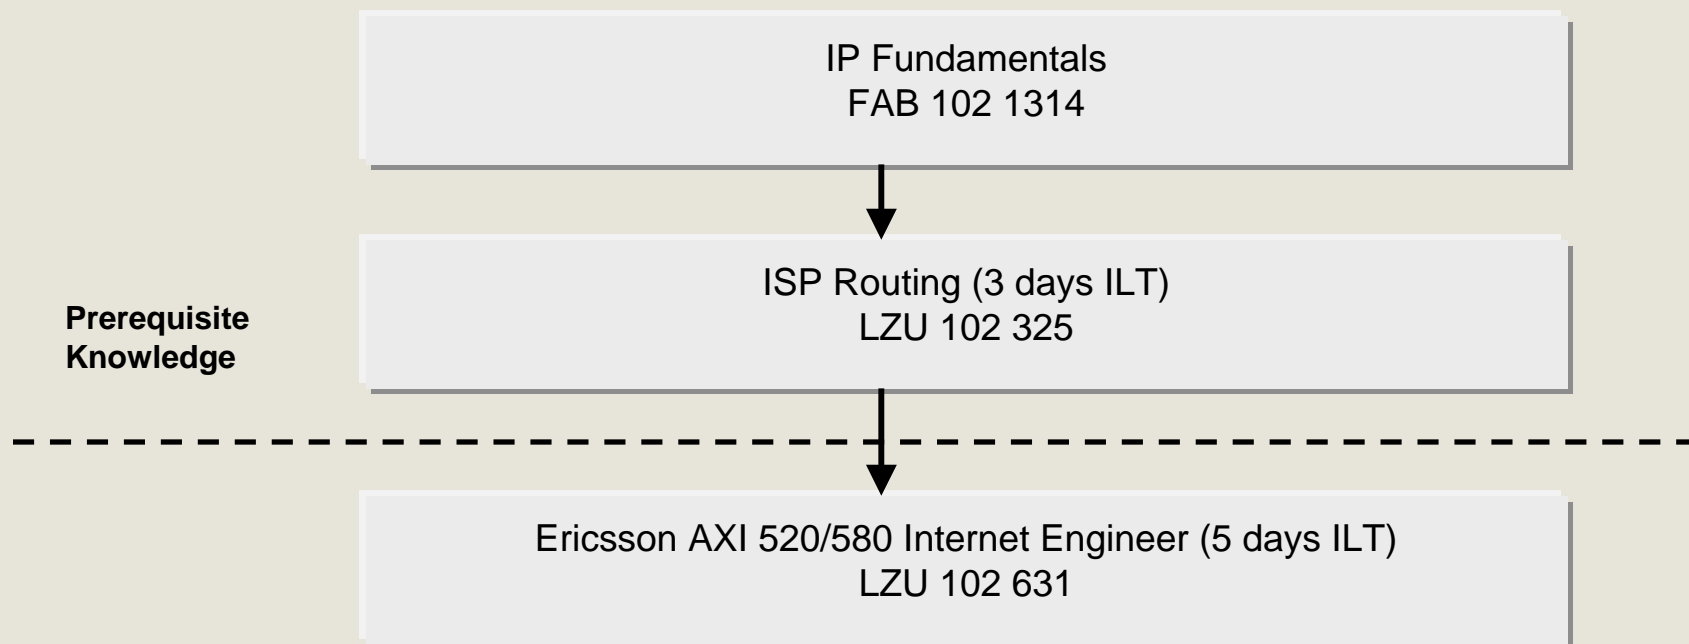 IP Fundamentals
FAB 102 1314
ISP Routing (3 days ILT)
LZU 102 325
Prerequisite
Knowledge
Ericsson AXI 520/580 Internet Engineer (5 days ILT)
LZU 102 631